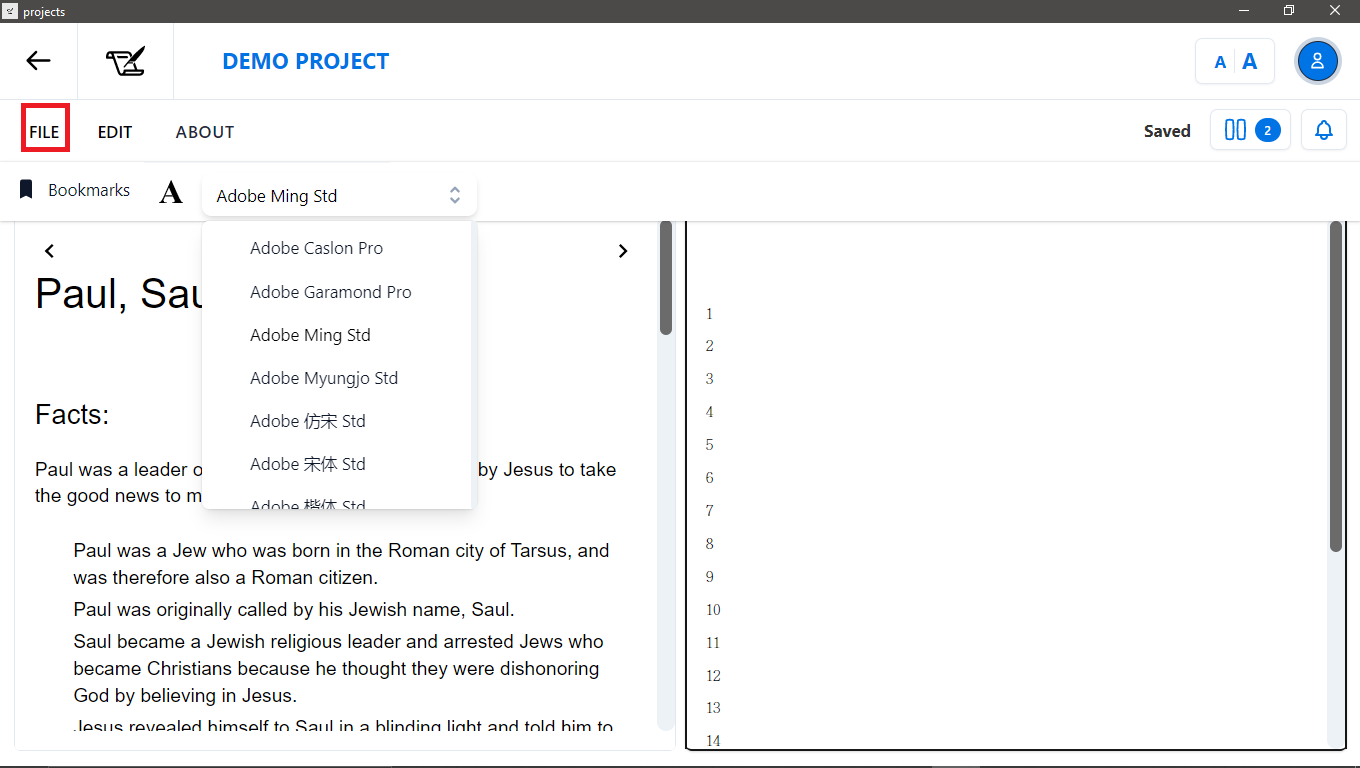 projects
DEMO PROJECT
A A
FILE EDIT ABOUT
Saved 2
Bookmarks A Adobe Ming Std
Adobe Caslon Pro
Adobe Garamond Pro
Adobe Ming Std
Adobe Myungjo Std
Adobe 仿宋 Std
Adobe 宋体 Std
Adobe 楷体 Std
Paul,
Facts:
Paul was a leader
by Jesus to take
the good news to
Paul was a Jew who was born in the Roman city of Tarsus, and
was therefore also a Roman citizen.
Paul was originally called by his Jewish name, Saul.
Saul became a Jewish religious leader and arrested Jews who
became Christians because he thought they were dishonoring
God by believing in Jesus.
Jesus revealed himself to Saul in a blinding light and told him to
1
2
3
4
5
6
7
8
9
10
11
12
13
14